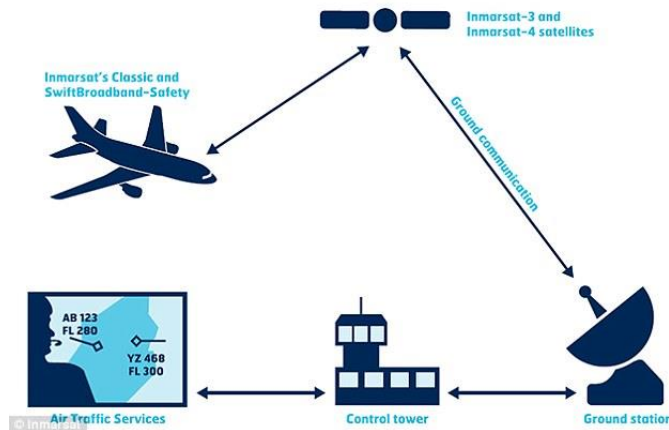 Inmarsat-3 and
Inmarsat-4 satellites
Inmarsat's Classic and
SwiftBroadband-Safety
Ground communication
AB 123
FL 280
YZ 468
FL 300
© Inmarsat
Air Traffic Services
Control tower
Ground station